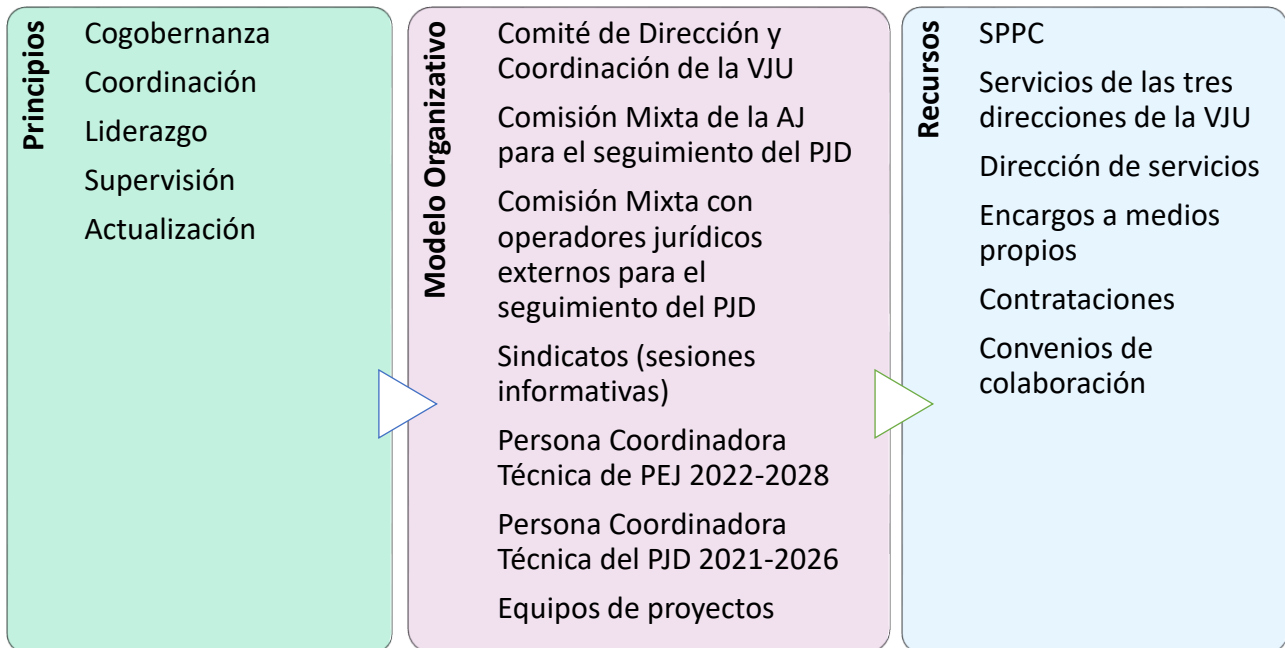 Principios
Cogobernanza
Coordinación
Liderazgo
Supervisión
Actualización
Modelo Organizativo
Comité de Dirección y
Coordinación de la VJU
Comisión Mixta de la AJ
para el seguimiento del PJD
Comisión Mixta con
operadores jurídicos
externos para el
seguimiento del PJD
Sindicatos (sesiones
informativas)
Persona Coordinadora
Técnica de PEJ 2022-2028
Persona Coordinadora
Técnica del PJD 2021-2026
Equipos de proyectos
Recursos
SPPC
Servicios de las tres
direcciones de la VJU
Dirección de servicios
Encargos a medios
propios
Contrataciones
Convenios de
colaboración